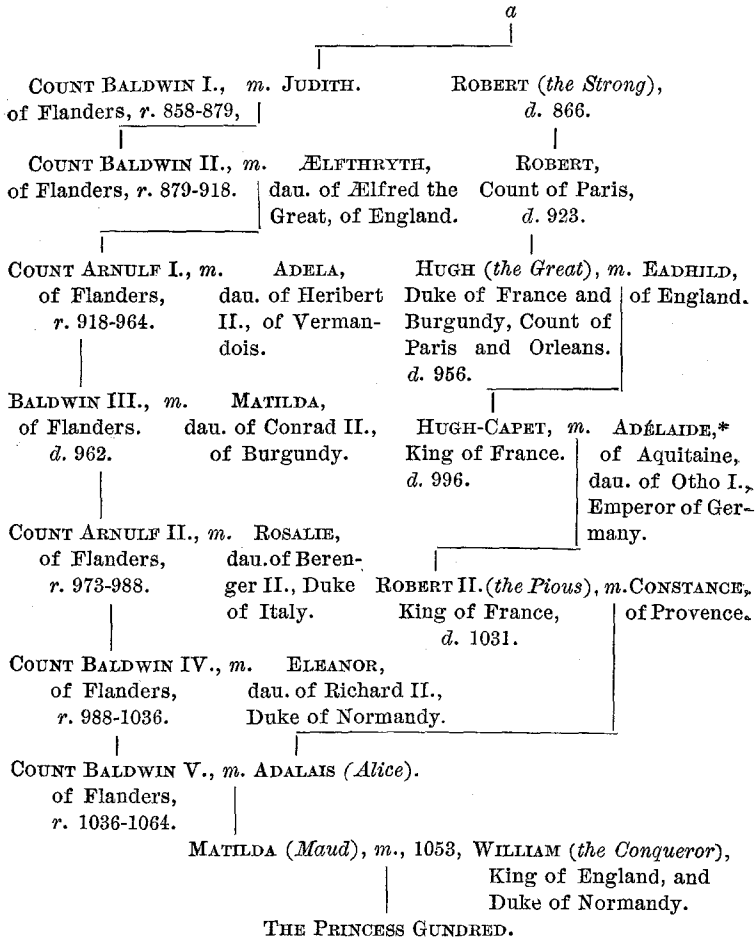 a
COUNT BALDWIN I., m. JUDITH. ROBERT (the Strong),
of Flanders, r. 858-879, d. 866.
COUNT BALDWIN II., m. ÆLFTHRYTH, ROBERT,
of Flanders, r. 879-918. dau. of Ælfred the Count of Paris,
Great, of England. d. 923.
COUNT ARNULF I., m. ADELA, HUGH (the Great), m. EADHILD,
of Flanders, dau. of Heribert Duke of France and of England.
r. 918-964. II., of Verman- Burgundy, Count of
dois. Paris and Orleans.
d. 956.
BALDWIN III., m. MATILDA, HUGH-CAPET, m. ADÉLAIDE,*
of Flanders. dau. of Conrad II., King of France. of Aquitaine,
d. 962. of Burgundy. d. 996. dau. of Otho I.,
Emperor of Ger-
COUNT ARNULF II., m. ROSALIE, many.
of Flanders, dau. of Beren-
r. 973-988. ger II., Duke ROBERT II. (the Pious), m. CONSTANCE,
of Italy. King of France, of Provence.
d. 1031.
COUNT BALDWIN IV., m. ELEANOR,
of Flanders, dau. of Richard II.,
r. 988-1036. Duke of Normandy.
COUNT BALDWIN V., m. ADALAIS (Alice).
of Flanders,
r. 1036-1064.
MATILDA (Maud), m., 1053, WILLIAM (the Conqueror),
King of England, and
Duke of Normandy.
THE PRINCESS GUNDRED.